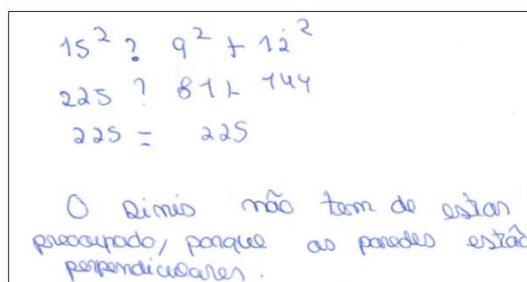 15² ? 9² + 12²
225 ? 81 + 144
225 = 225
O Dinis não tem de estar
preocupado, porque as paredes estão
perpendiculares.